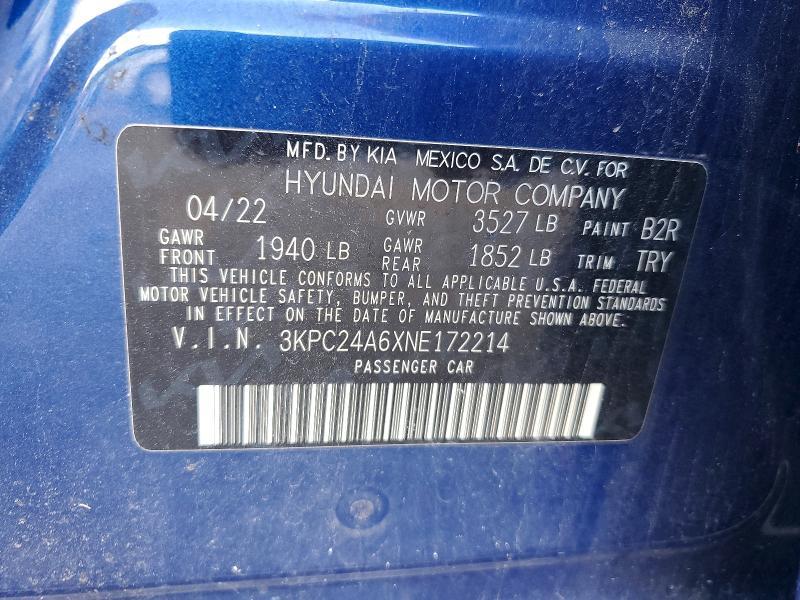 MFD. BY KIA MEXICO S.A. DE C.V. FOR
HYUNDAI MOTOR COMPANY
04/22 GVWR 3527 LB PAINT B2R
GAWR FRONT 1940 LB GAWR REAR 1852 LB TRIM TRY
THIS VEHICLE CONFORMS TO ALL APPLICABLE U.S.A. FEDERAL
MOTOR VEHICLE SAFETY, BUMPER, AND THEFT PREVENTION STANDARDS
IN EFFECT ON THE DATE OF MANUFACTURE SHOWN ABOVE.
V.I.N. 3KPC24A6XNE172214
PASSENGER CAR